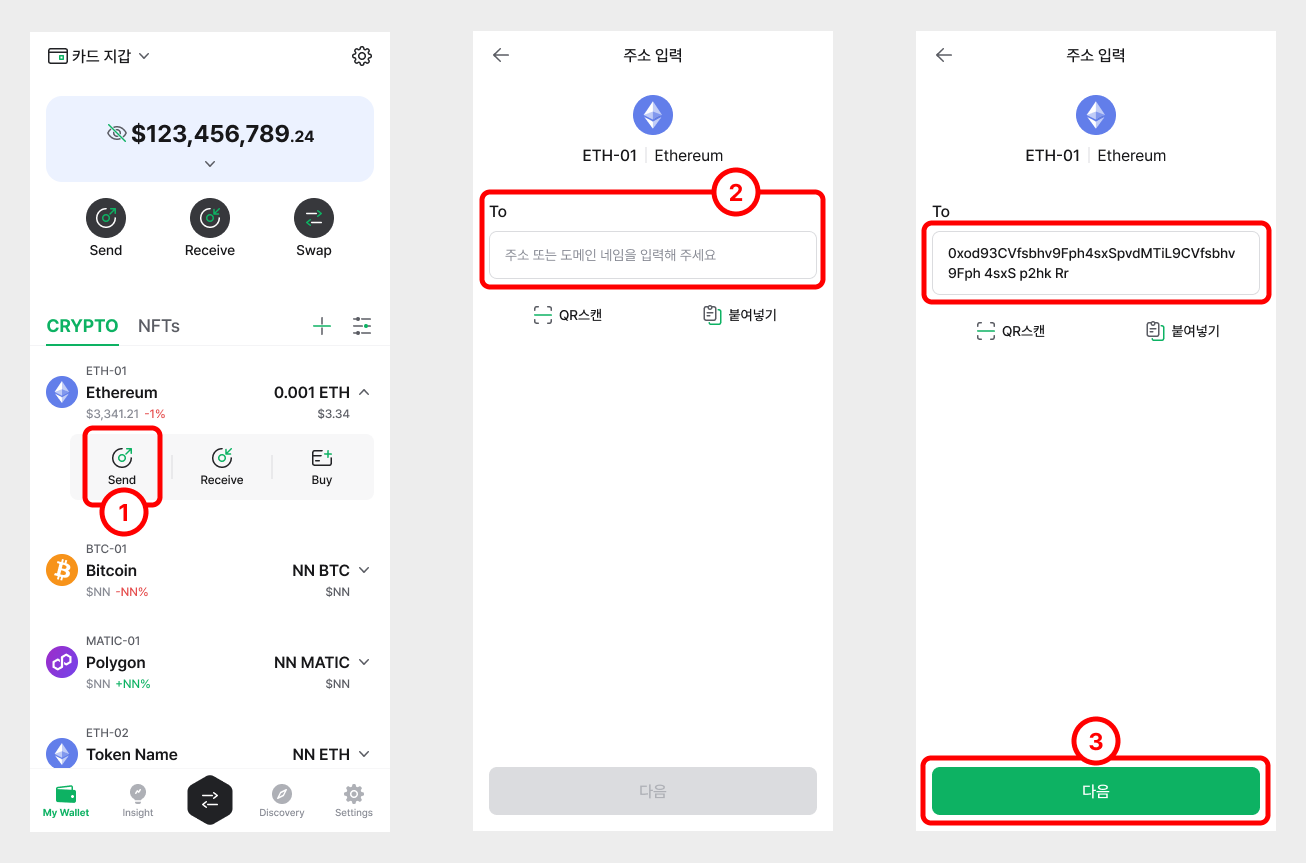 카드 지갑
$123,456,789.24
Send
Receive
Swap
CRYPTO NFTs
ETH-01
Ethereum 0.001 ETH
$3,341.21 -1% $3.34
Send
Receive
Buy
1
BTC-01
Bitcoin NN BTC
$NN -NN% $NN
MATIC-01
Polygon NN MATIC
$NN +NN% $NN
ETH-02
Token Name NN ETH
My Wallet
Insight
Discovery
Settings
주소 입력
ETH-01 Ethereum
2
To
주소 또는 도메인 네임을 입력해 주세요
QR스캔 붙여넣기
다음
주소 입력
ETH-01 Ethereum
To
0xod93CVfsbhv9Fph4sxSpvdMTiL9CVfsbhv
9Fph 4sxS p2hk Rr
QR스캔 붙여넣기
3
다음